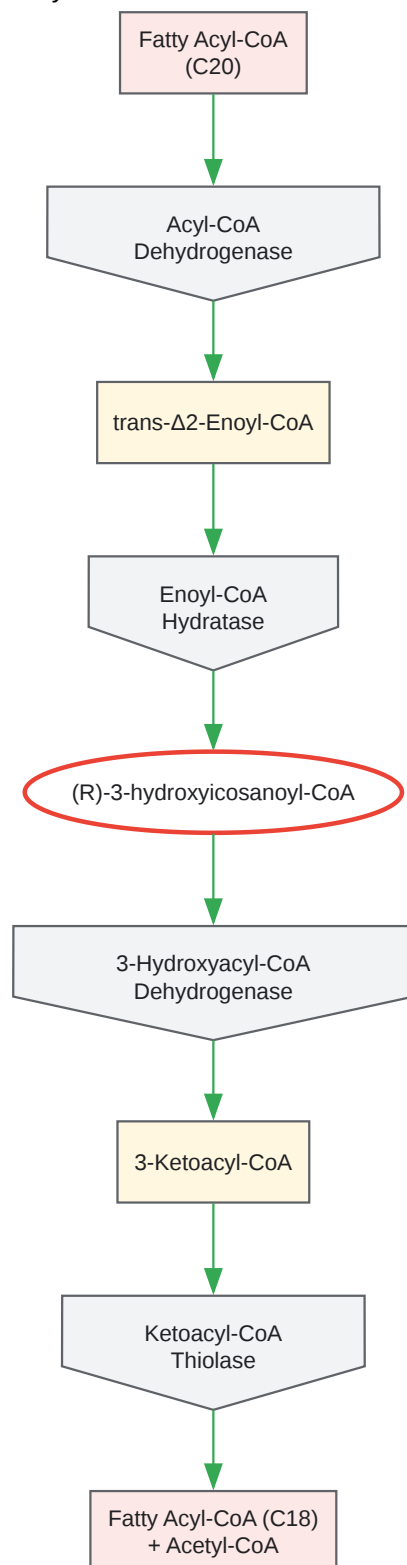 Fatty Acyl-CoA
(C20)
Acyl-CoA
Dehydrogenase
trans-Δ2-Enoyl-CoA
Enoyl-CoA
Hydratase
(R)-3-hydroxyicosanoyl-CoA
3-Hydroxyacyl-CoA
Dehydrogenase
3-Ketoacyl-CoA
Ketoacyl-CoA
Thiolase
Fatty Acyl-CoA (C18)
+ Acetyl-CoA